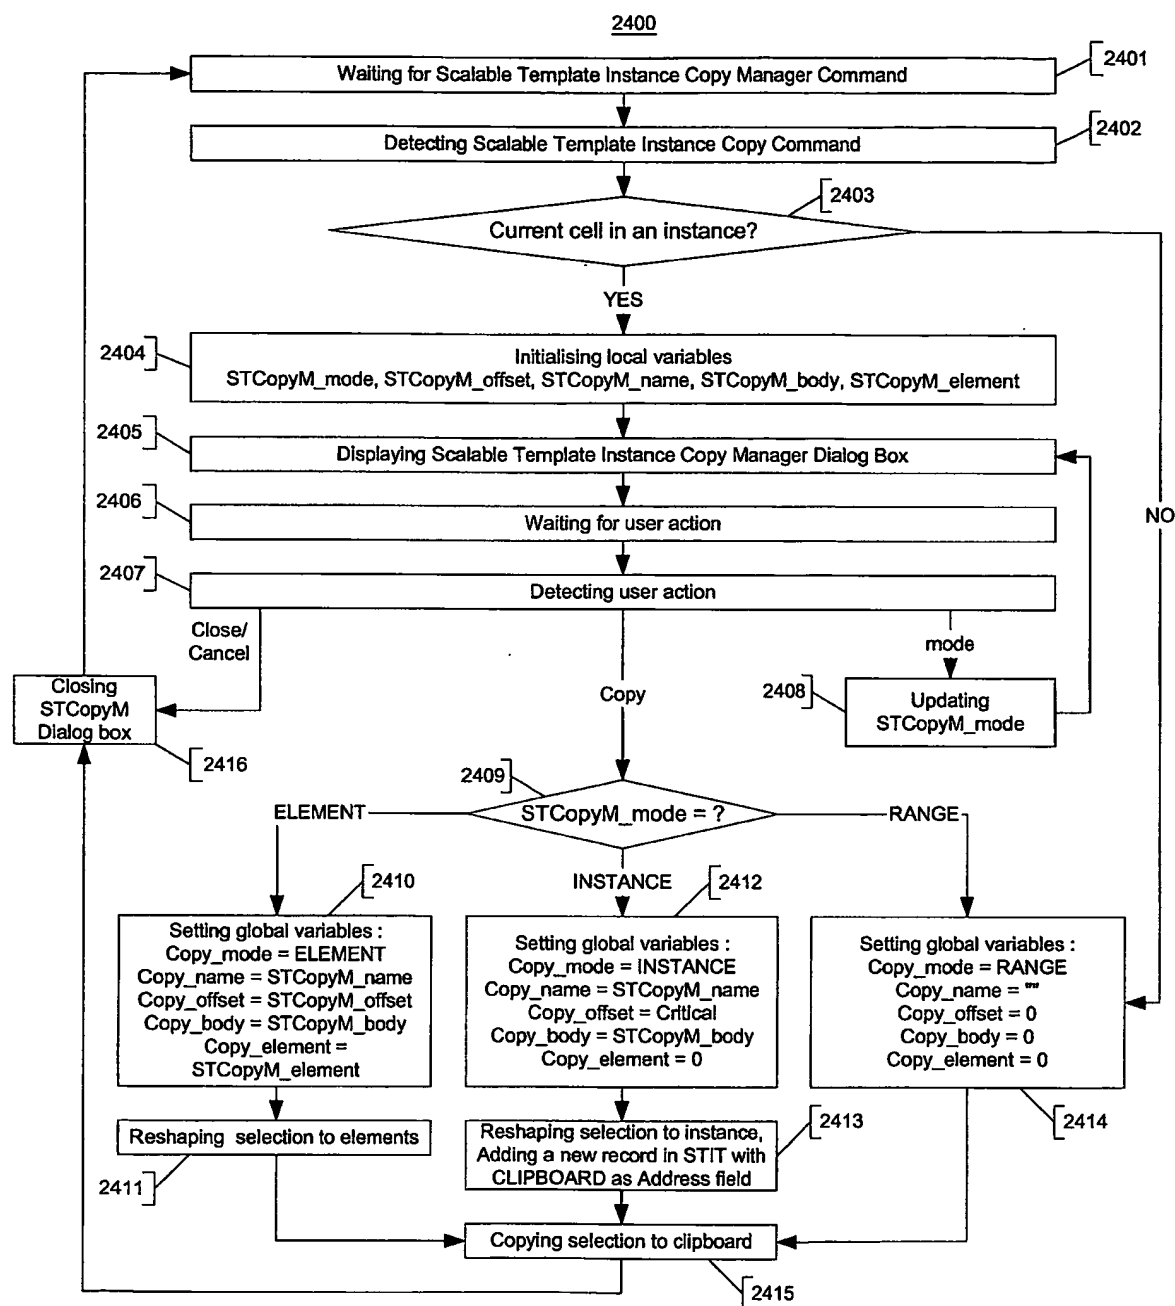 2400
Waiting for Scalable Template Instance Copy Manager Command
2401
Detecting Scalable Template Instance Copy Command
2402
2403
Current cell in an instance?
YES
NO
2404
Initialising local variables
STCopyM_mode, STCopyM_offset, STCopyM_name, STCopyM_body, STCopyM_element
2405
Displaying Scalable Template Instance Copy Manager Dialog Box
2406
Waiting for user action
2407
Detecting user action
Close/
Cancel
Copy
mode
Closing
STCopyM
Dialog box
2416
2408
Updating
STCopyM_mode
2409
STCopyM_mode = ?
ELEMENT
INSTANCE
RANGE
2410
Setting global variables :
Copy_mode = ELEMENT
Copy_name = STCopyM_name
Copy_offset = STCopyM_offset
Copy_body = STCopyM_body
Copy_element =
STCopyM_element
2412
Setting global variables :
Copy_mode = INSTANCE
Copy_name = STCopyM_name
Copy_offset = Critical
Copy_body = STCopyM_body
Copy_element = 0
Setting global variables :
Copy_mode = RANGE
Copy_name = ""
Copy_offset = 0
Copy_body = 0
Copy_element = 0
2414
Reshaping selection to elements
2411
Reshaping selection to instance,
Adding a new record in STIT with
CLIPBOARD as Address field
2413
Copying selection to clipboard
2415